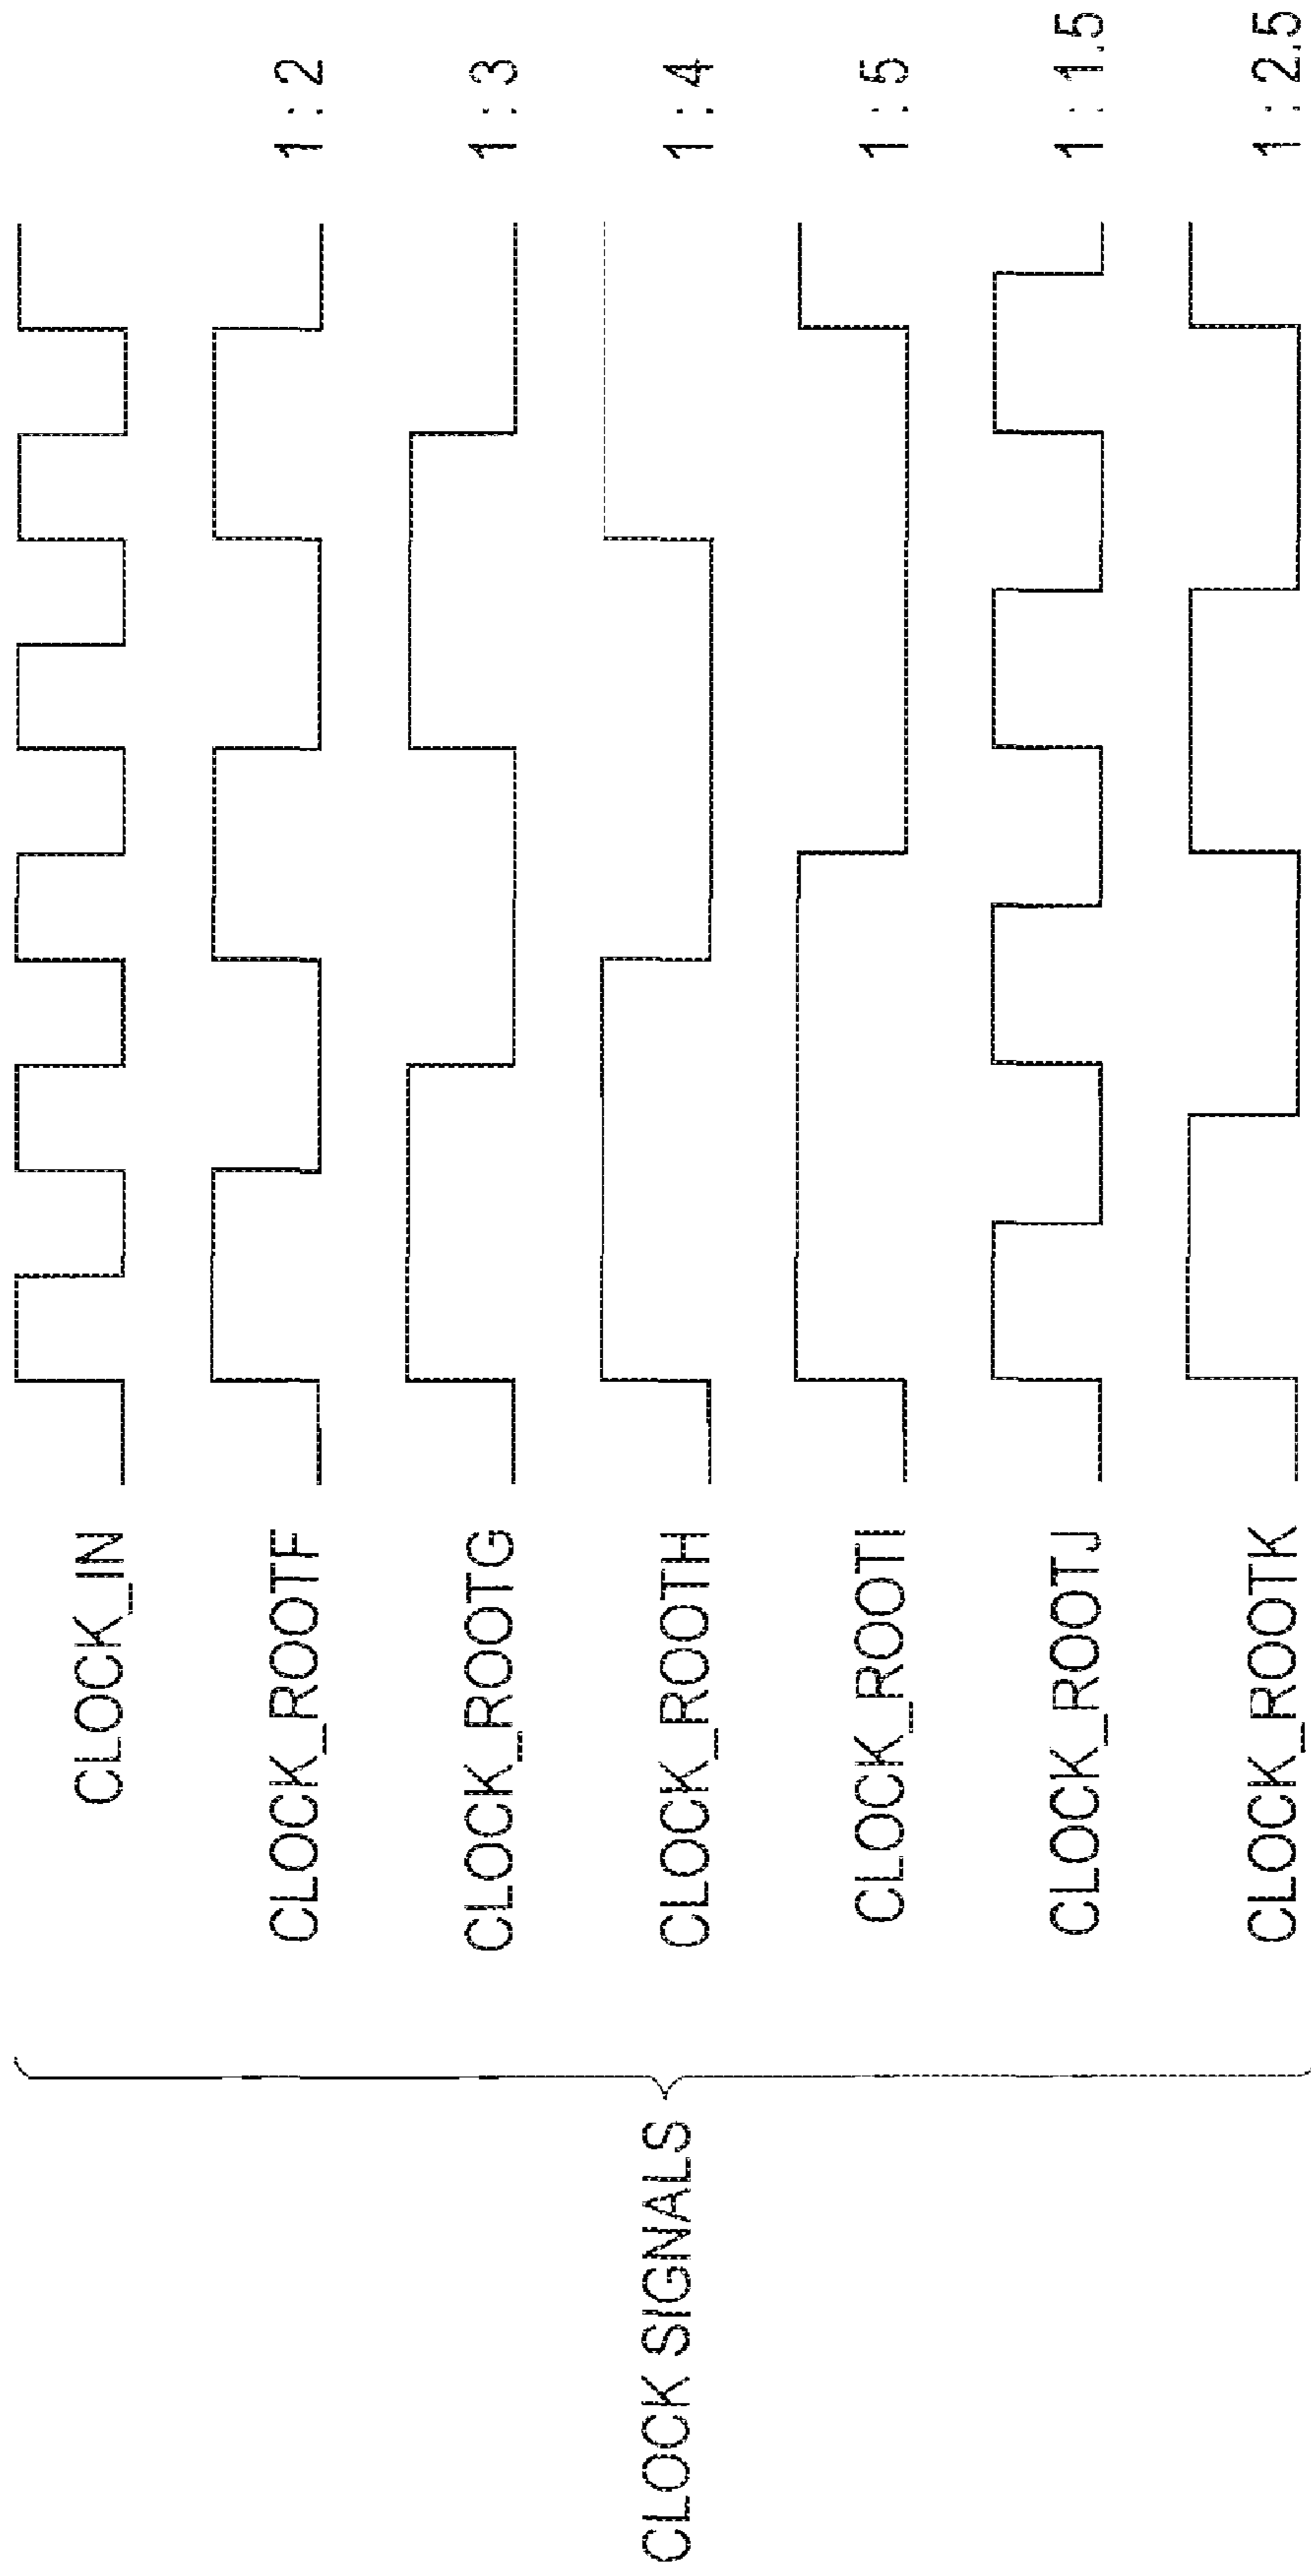 CLOCK SIGNALS
CLOCK_IN
CLOCK_ROOTF 1 : 2
CLOCK_ROOTG 1 : 3
CLOCK_ROOTH 1 : 4
CLOCK_ROOTI 1 : 5
CLOCK_ROOTJ 1 : 1.5
CLOCK_ROOTK 1 : 2.5